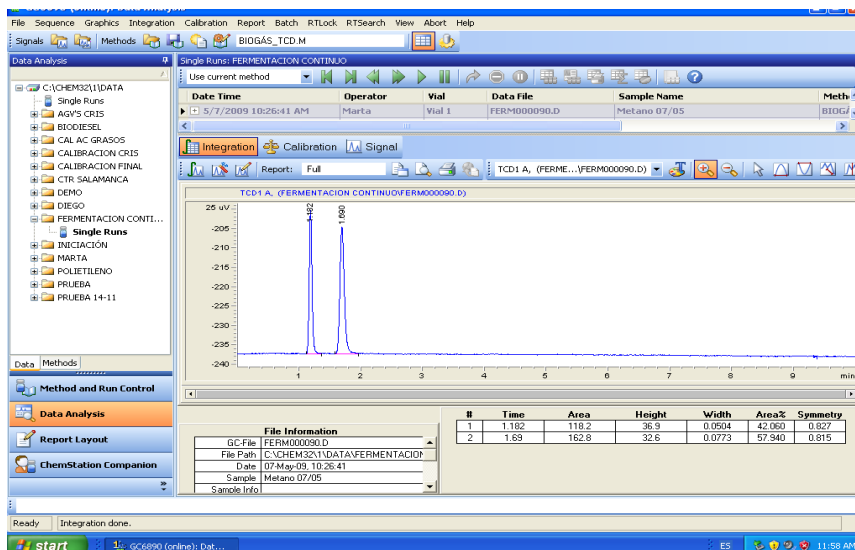 File Sequence Graphics Integration Calibration Report Batch RTLock RTSearch View Abort Help
Signals Methods BIOGÁS_TCD.M
Data Analysis
C:\CHEM32\1\DATA
Single Runs
AGV'S CRIS
BIODIESEL
CAL AC GRASOS
CALIBRACION CRIS
CALIBRACION FINAL
CTR SALAMANCA
DEMO
DIEGO
FERMENTACION CONTI...
Single Runs
INICIACIÓN
MARTA
POLIETILENO
PRUEBA
PRUEBA 14-11
Data Methods
Method and Run Control
Data Analysis
Report Layout
ChemStation Companion
Single Runs: FERMENTACION CONTINUO
Use current method
Date Time Operator Vial Data File Sample Name
5/7/2009 10:26:41 AM Marta Vial 1 FERM000090.D Metano 07/05
Integration Calibration Signal
Report: Full TCD1 A, (FERME...\FERM000090.D)
TCD1 A, (FERMENTACION CONTINUO\FERM000090.D)
25 uV
1.182
1.690
-205
-210
-215
-220
-225
-230
-235
-240
1 2 3 4 5 6 7 8 9 min
File Information
GC-File FERM000090.D
File Path C:\CHEM32\1\DATA\FERMENTACION
Date 07-May-09, 10:26:41
Sample Metano 07/05
Sample Info
# Time Area Height Width Area% Symmetry
1 1.182 118.2 36.9 0.0504 42.060 0.827
2 1.69 162.8 32.6 0.0773 57.940 0.815
Ready Integration done.
start GC6890 (online): Dat... ES 11:58 AM